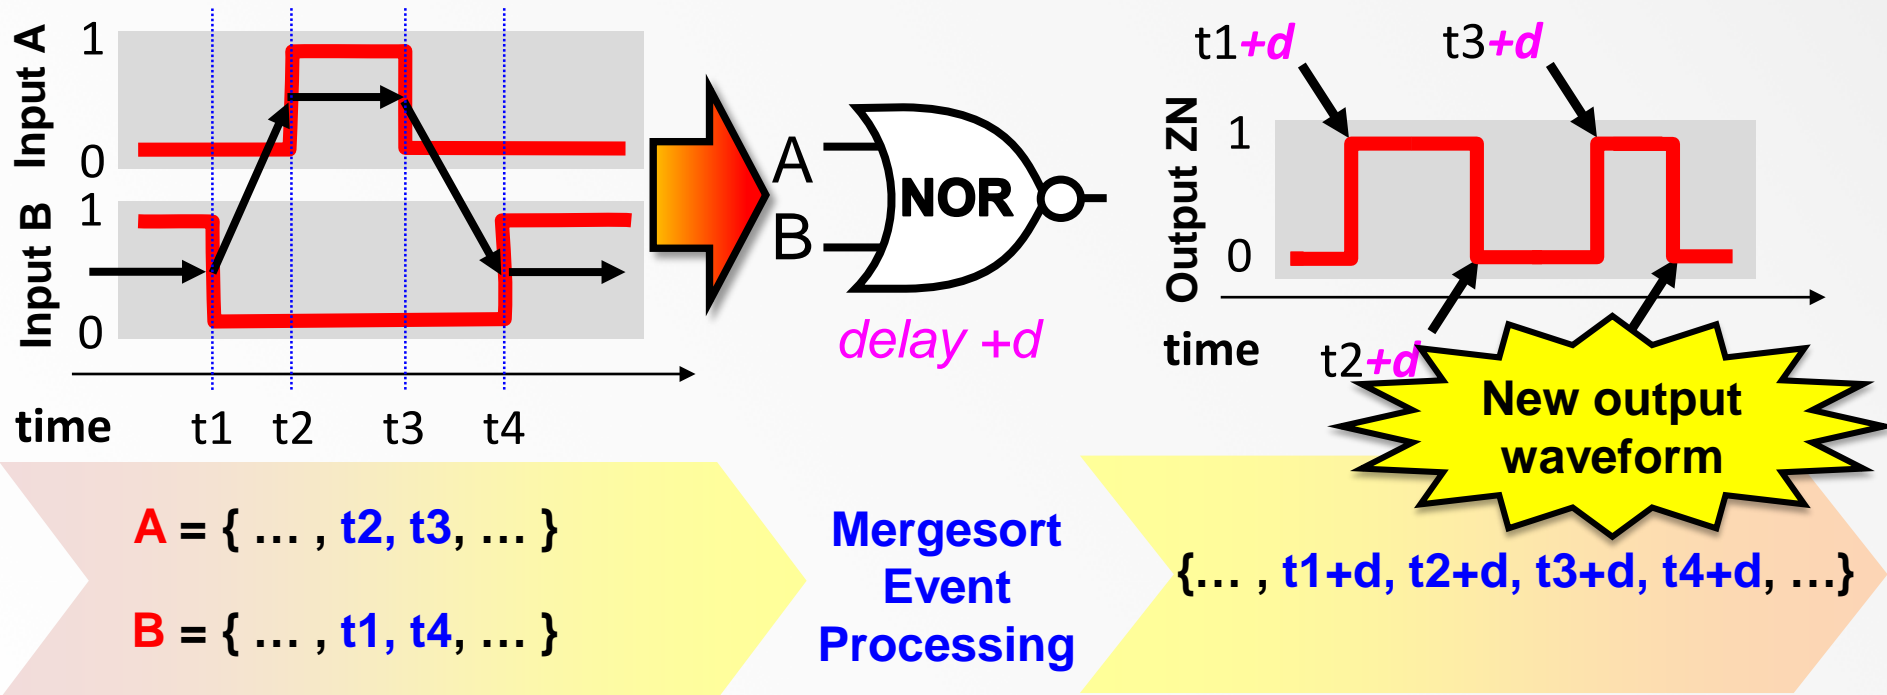 Input A
1
0
Input B
1
0
time
t1 t2 t3 t4
A
B
NOR
delay +d
t1+d
t3+d
Output ZN
1
0
time
t2+d
New output
waveform
A = { … , t2, t3, … }
B = { … , t1, t4, … }
Mergesort
Event
Processing
{… , t1+d, t2+d, t3+d, t4+d, …}